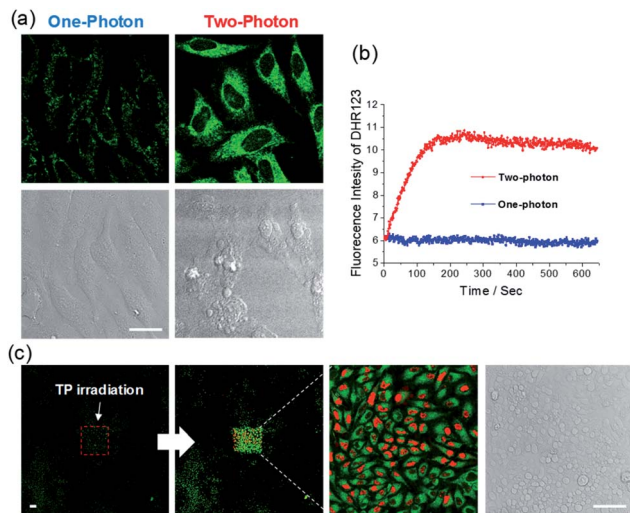 (a)
One-Photon Two-Photon
(b)
Fluorecence Intesity of DHR123
12
11
10
9
8
7
6
5
Two-photon
One-photon
0 100 200 300 400 500 600
Time / Sec
(c)
TP irradiation